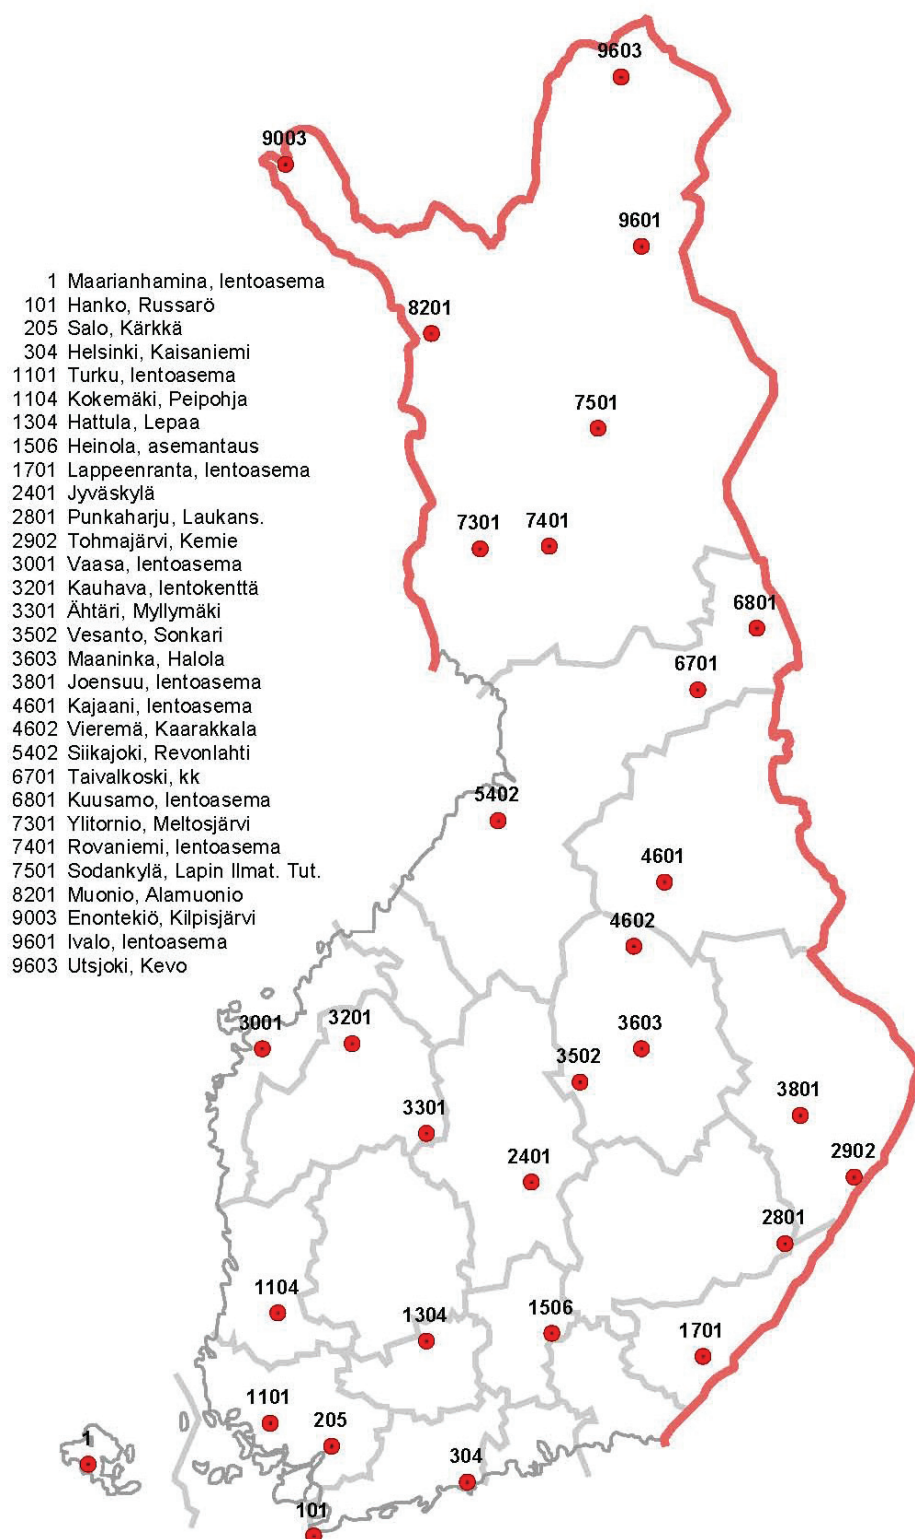 9603
9003
9601
8201
7501
7301
7401
6801
6701
5402
4601
4602
3001
3201
3603
3502
3801
3301
2902
2401
2801
1104
1506
1304
1701
1101
205
1
304
101
1 Maarianhamina, lentoasema
101 Hanko, Russarö
205 Salo, Kärkkä
304 Helsinki, Kaisaniemi
1101 Turku, lentoasema
1104 Kokemäki, Peipohja
1304 Hattula, Lepaa
1506 Heinola, asemantaus
1701 Lappeenranta, lentoasema
2401 Jyväskylä
2801 Punkaharju, Laukans.
2902 Tohmajärvi, Kemie
3001 Vaasa, lentoasema
3201 Kauhava, lentokenttä
3301 Ähtäri, Myllymäki
3502 Vesanto, Sonkari
3603 Maaninka, Halola
3801 Joensuu, lentoasema
4601 Kajaani, lentoasema
4602 Vieremä, Kaarakkala
5402 Siikajoki, Revonlahti
6701 Taivalkoski, kk
6801 Kuusamo, lentoasema
7301 Ylitornio, Meltosjärvi
7401 Rovaniemi, lentoasema
7501 Sodankylä, Lapin Ilmat. Tut.
8201 Muonio, Alamuonio
9003 Enontekiö, Kilpisjärvi
9601 Ivalo, lentoasema
9603 Utsjoki, Kevo